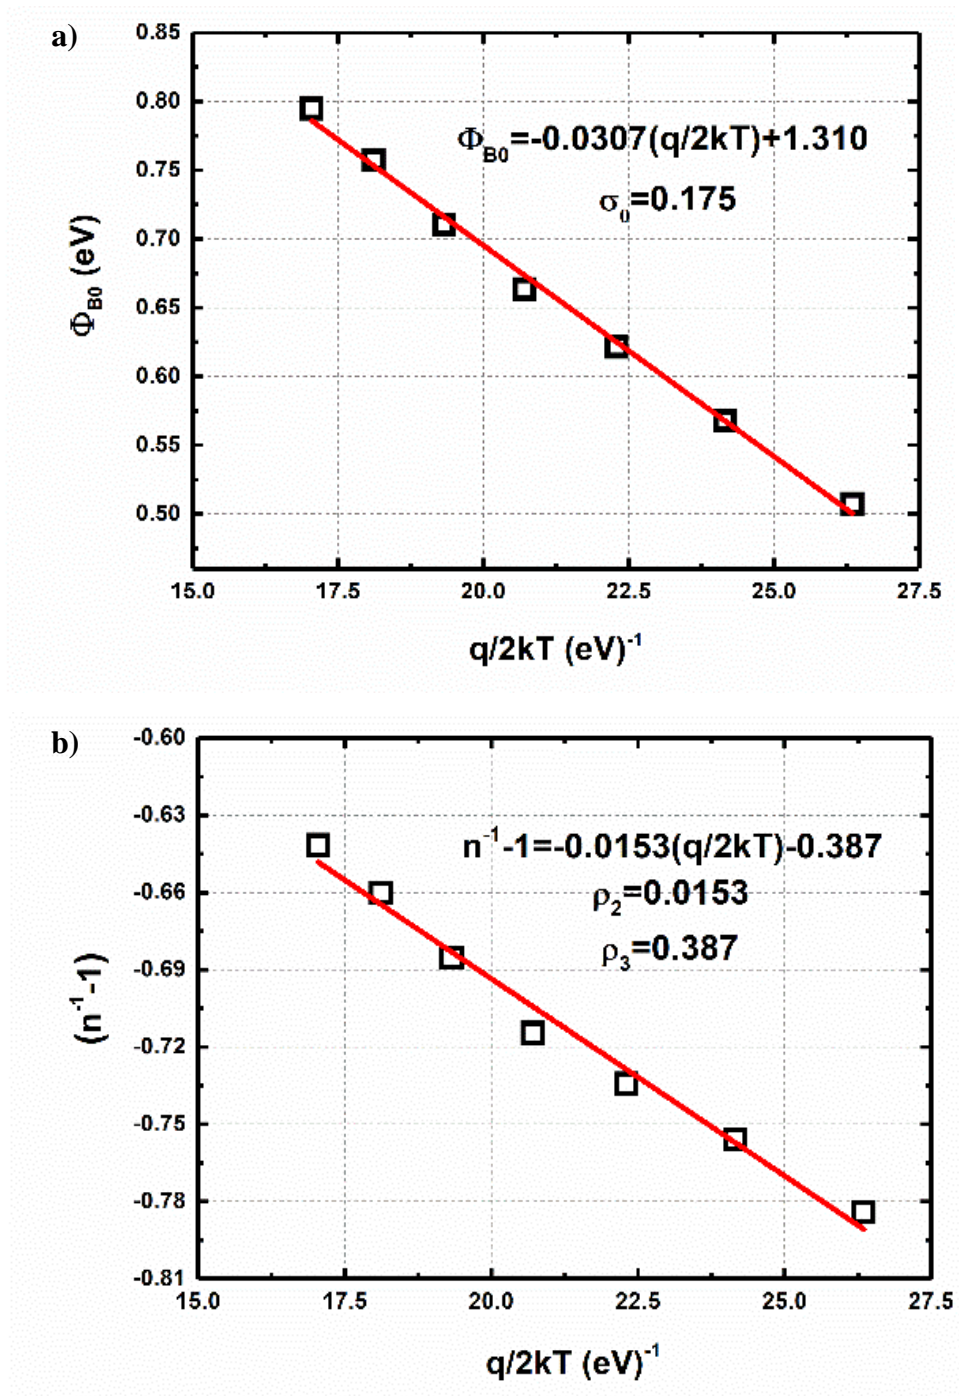 a)
0.85
0.80
0.75
0.70
0.65
0.60
0.55
0.50
Φ_B0 (eV)
Φ_B0=-0.0307(q/2kT)+1.310
σ_0=0.175
15.0 17.5 20.0 22.5 25.0 27.5
q/2kT (eV)^-1
b)
-0.60
-0.63
-0.66
-0.69
-0.72
-0.75
-0.78
-0.81
(n^-1-1)
n^-1-1=-0.0153(q/2kT)-0.387
ρ_2=0.0153
ρ_3=0.387
15.0 17.5 20.0 22.5 25.0 27.5
q/2kT (eV)^-1